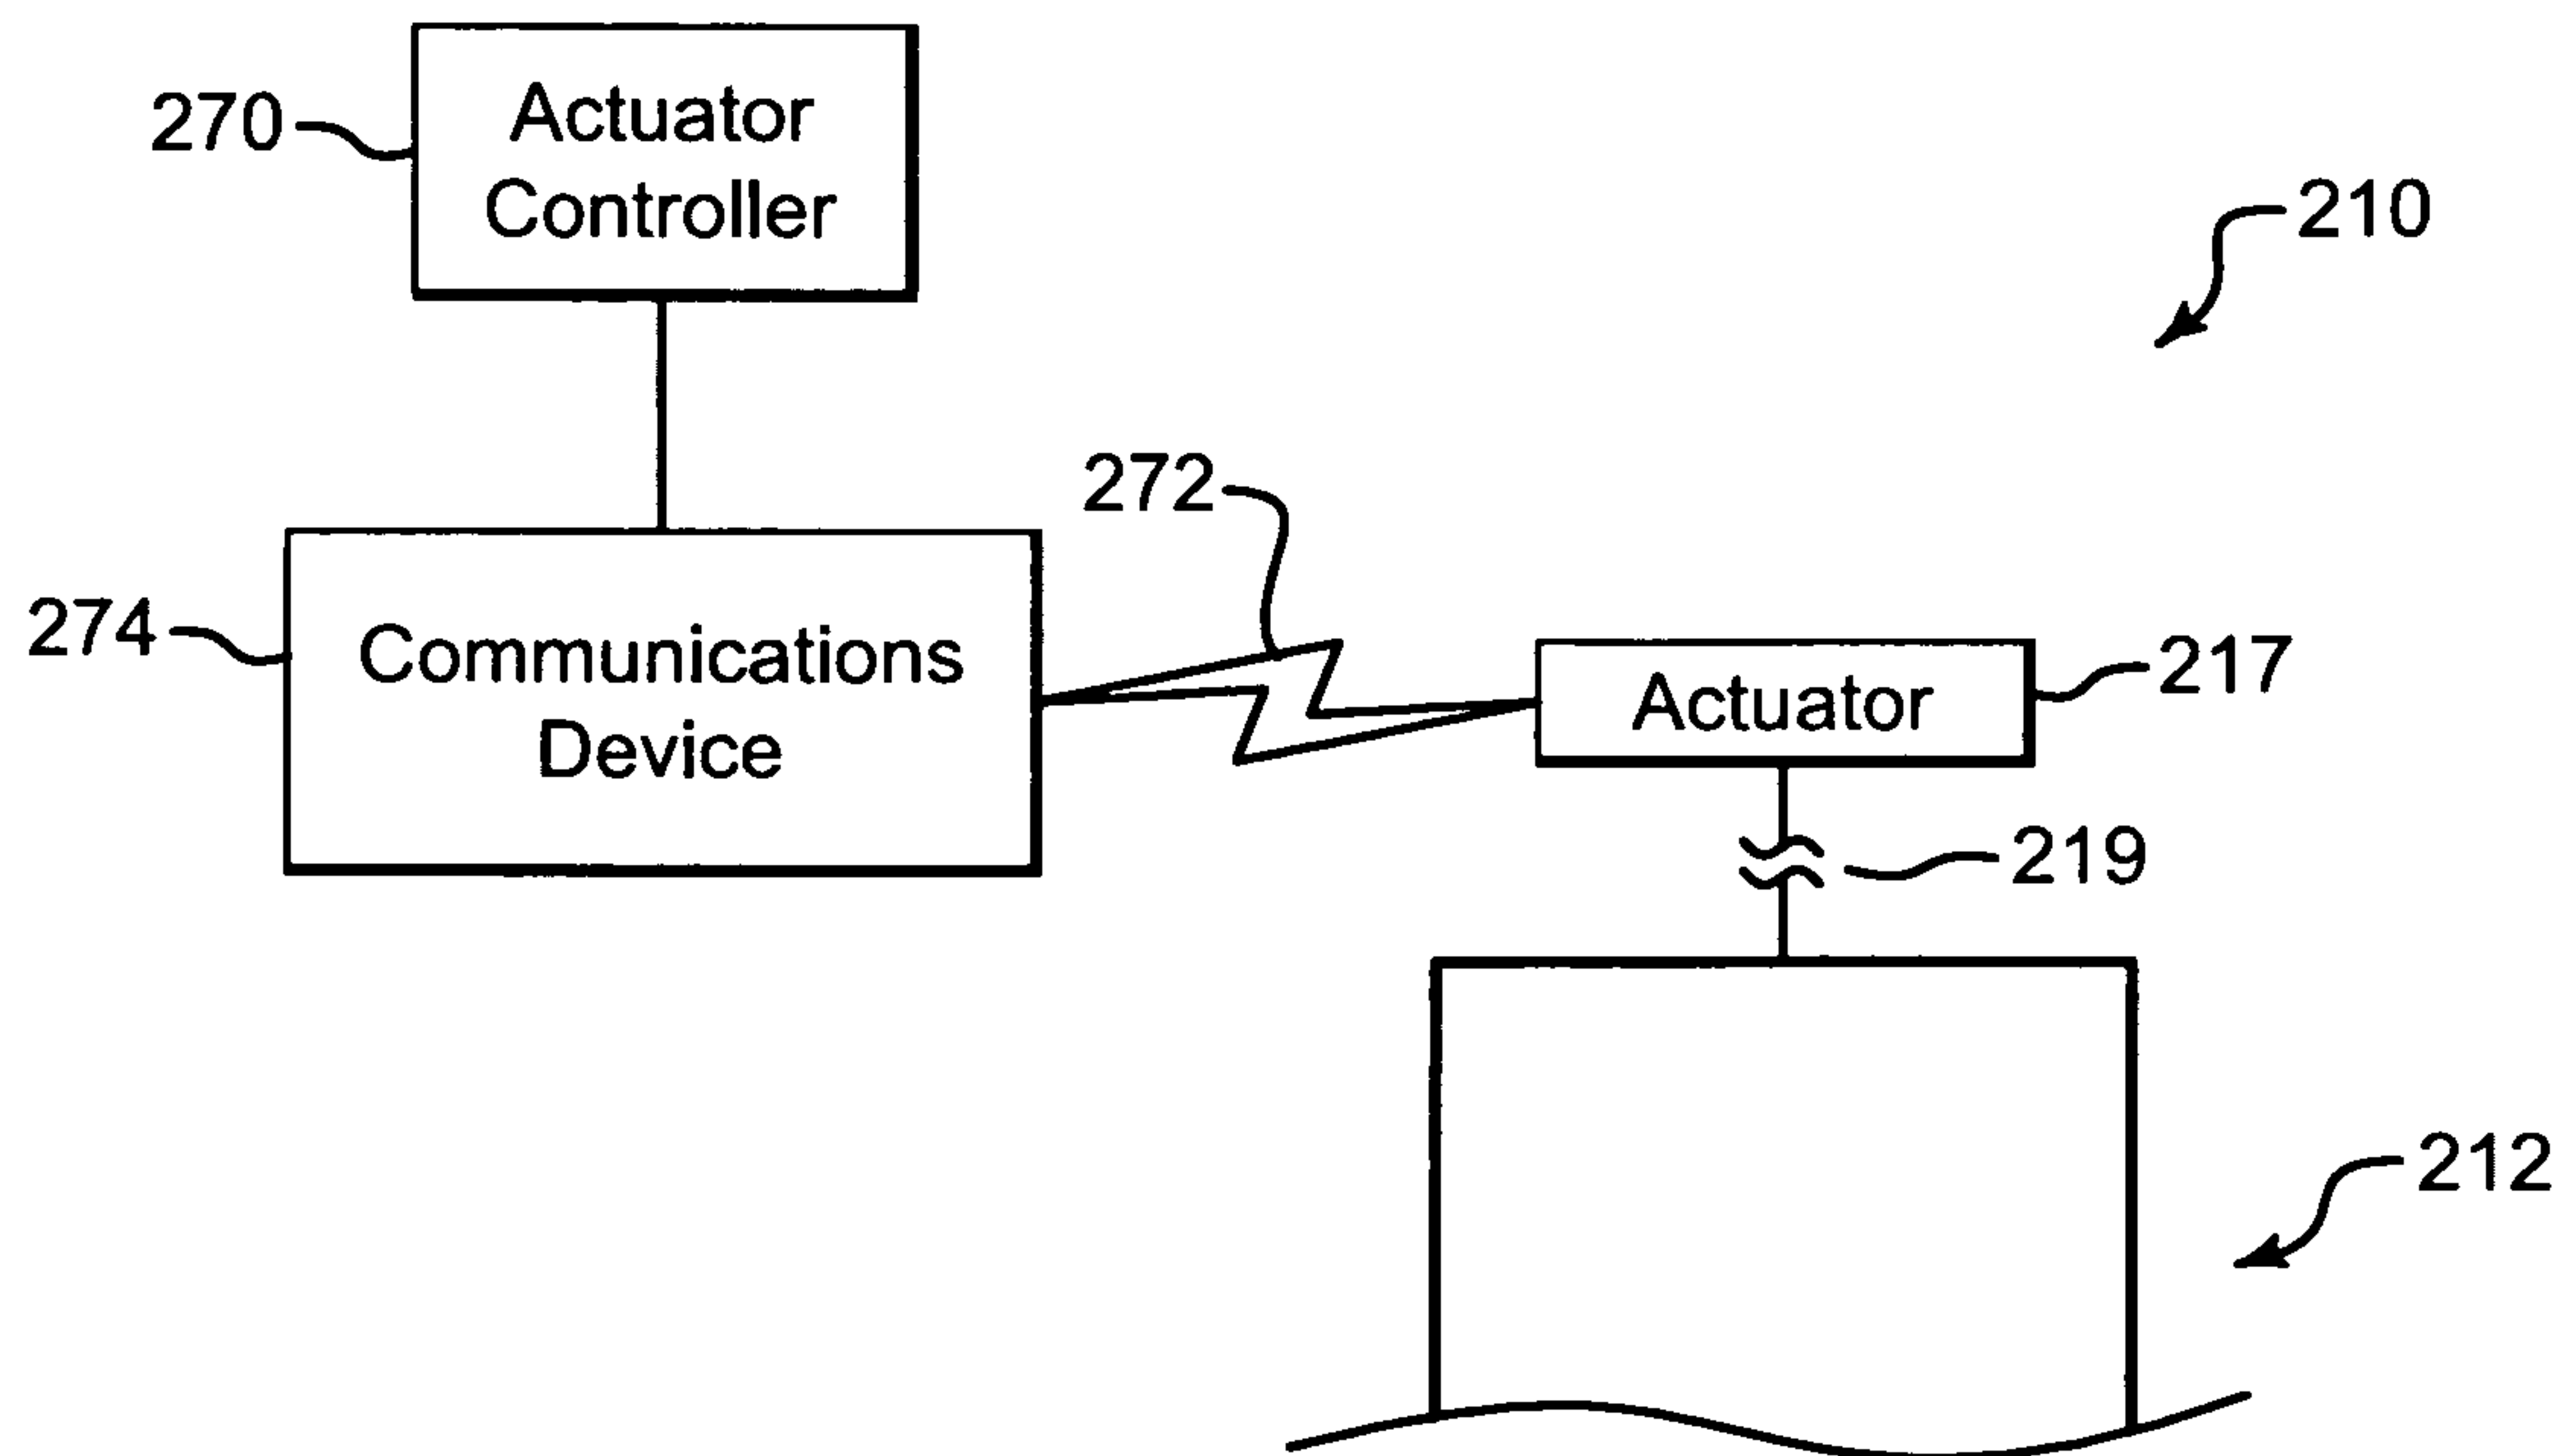 270
Actuator
Controller
210
272
274
Communications
Device
Actuator
217
219
212